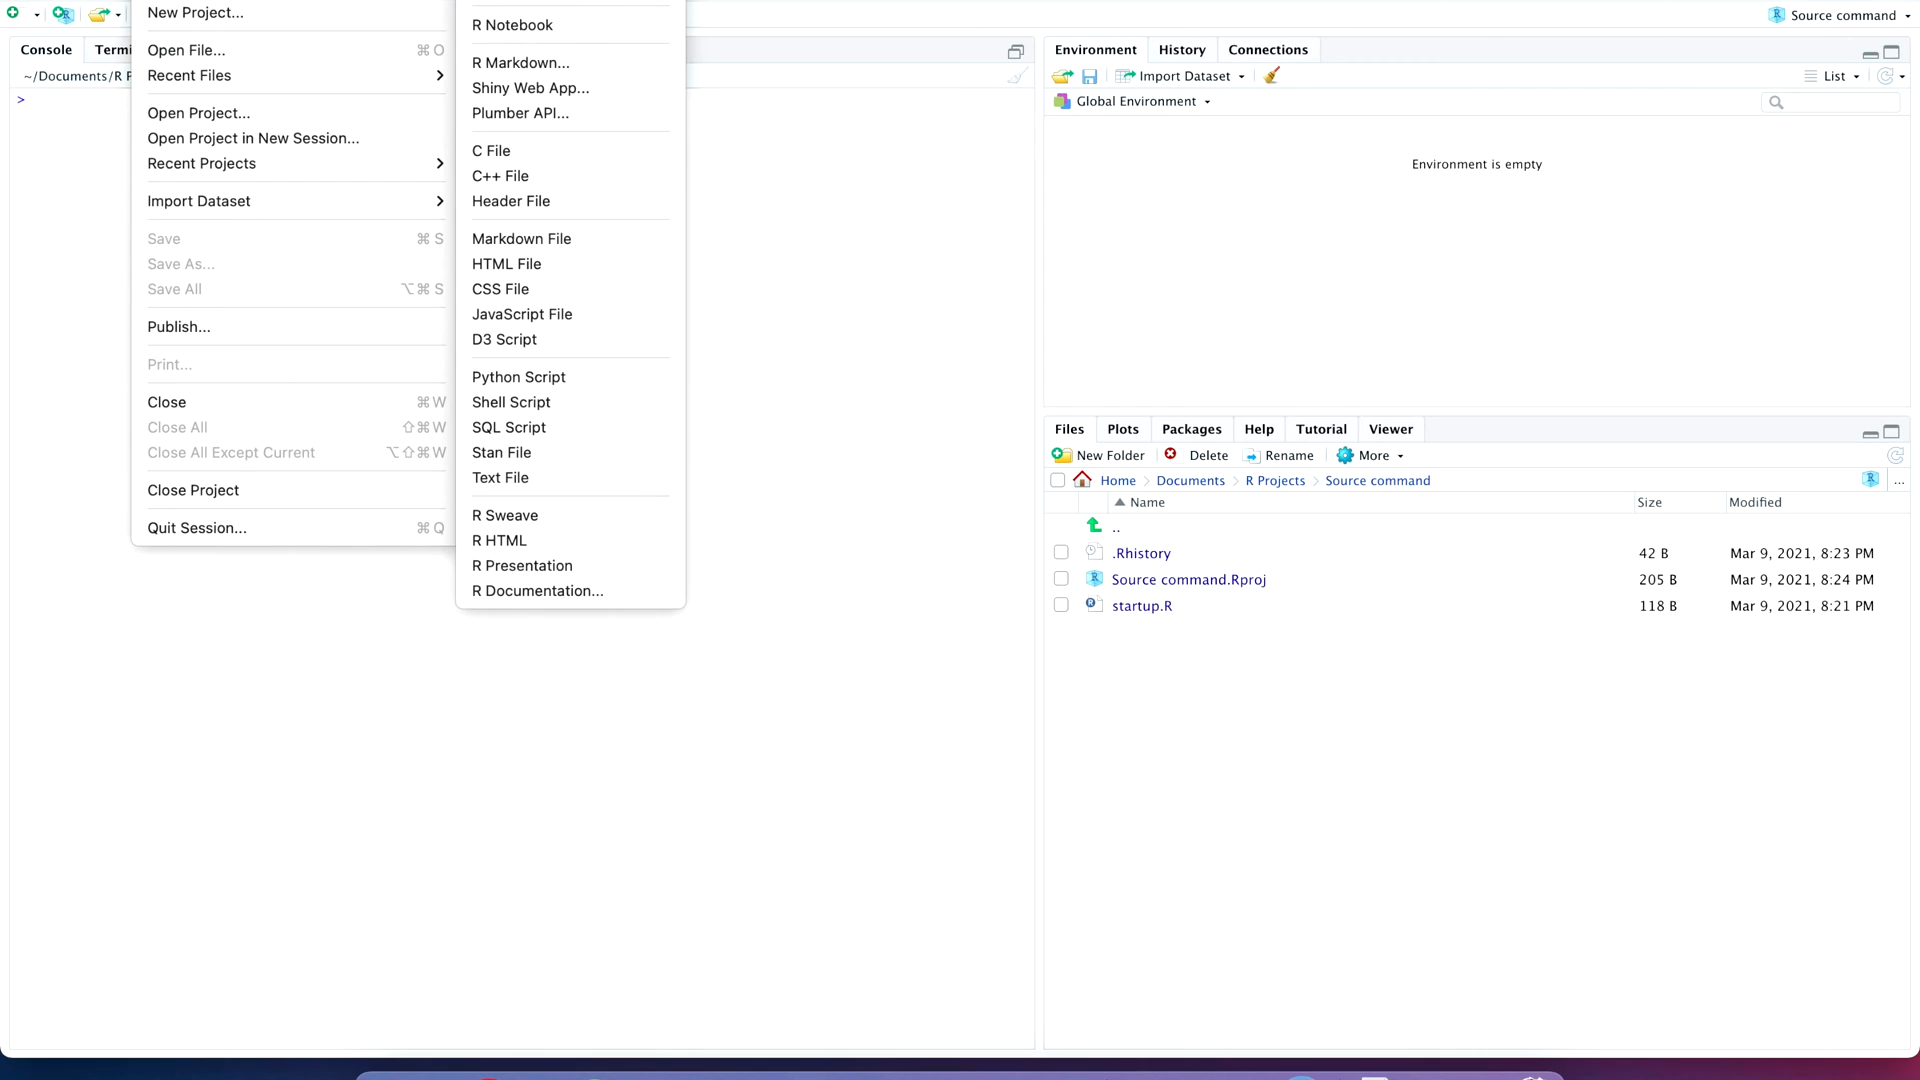 Source command
Console
Termi
~/Documents/R P
>
New Project...
Open File... ⌘ O
Recent Files
Open Project...
Open Project in New Session...
Recent Projects
Import Dataset
Save ⌘ S
Save As...
Save All ⌥⌘ S
Publish...
Print...
Close ⌘W
Close All ⇧⌘W
Close All Except Current ⌥⇧⌘W
Close Project
Quit Session... ⌘ Q
R Notebook
R Markdown...
Shiny Web App...
Plumber API...
C File
C++ File
Header File
Markdown File
HTML File
CSS File
JavaScript File
D3 Script
Python Script
Shell Script
SQL Script
Stan File
Text File
R Sweave
R HTML
R Presentation
R Documentation...
Environment History Connections
Import Dataset List
Global Environment
Environment is empty
Files Plots Packages Help Tutorial Viewer
New Folder Delete Rename More
Home Documents R Projects Source command ...
Name Size Modified
..
.Rhistory 42 B Mar 9, 2021, 8:23 PM
Source command.Rproj 205 B Mar 9, 2021, 8:24 PM
startup.R 118 B Mar 9, 2021, 8:21 PM